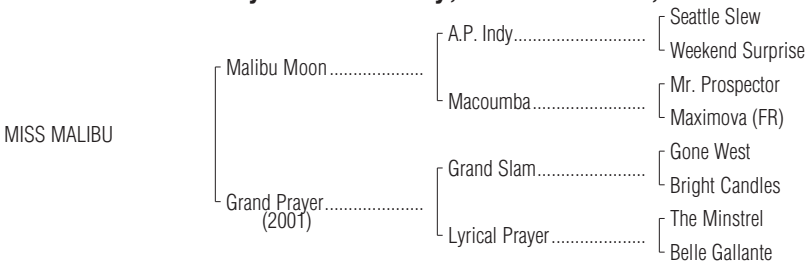 Seattle Slew
A.P. Indy
Weekend Surprise
Malibu Moon
Mr. Prospector
Macoumba
Maximova (FR)
MISS MALIBU
Gone West
Grand Slam
Bright Candles
Grand Prayer
(2001)
The Minstrel
Lyrical Prayer
Belle Gallante